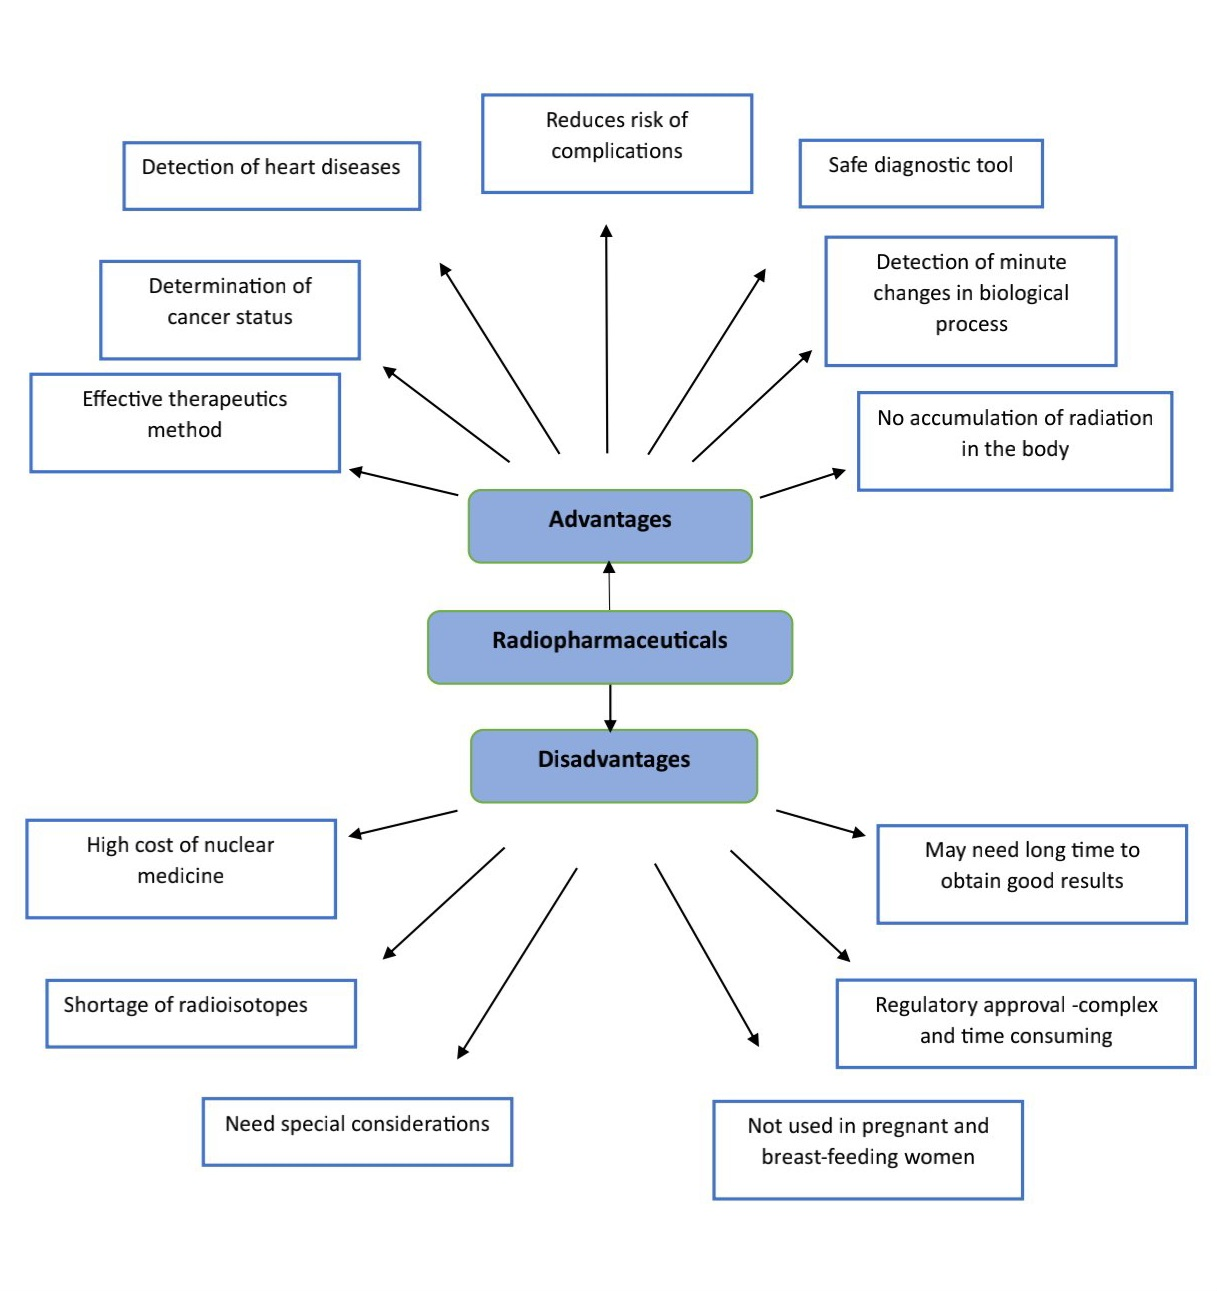 Reduces risk of
complications
Detection of heart diseases
Safe diagnostic tool
Determination of
cancer status
Detection of minute
changes in biological
process
Effective therapeutics
method
No accumulation of radiation
in the body
Advantages
Radiopharmaceuticals
Disadvantages
High cost of nuclear
medicine
May need long time to
obtain good results
Shortage of radioisotopes
Regulatory approval -complex
and time consuming
Need special considerations
Not used in pregnant and
breast-feeding women